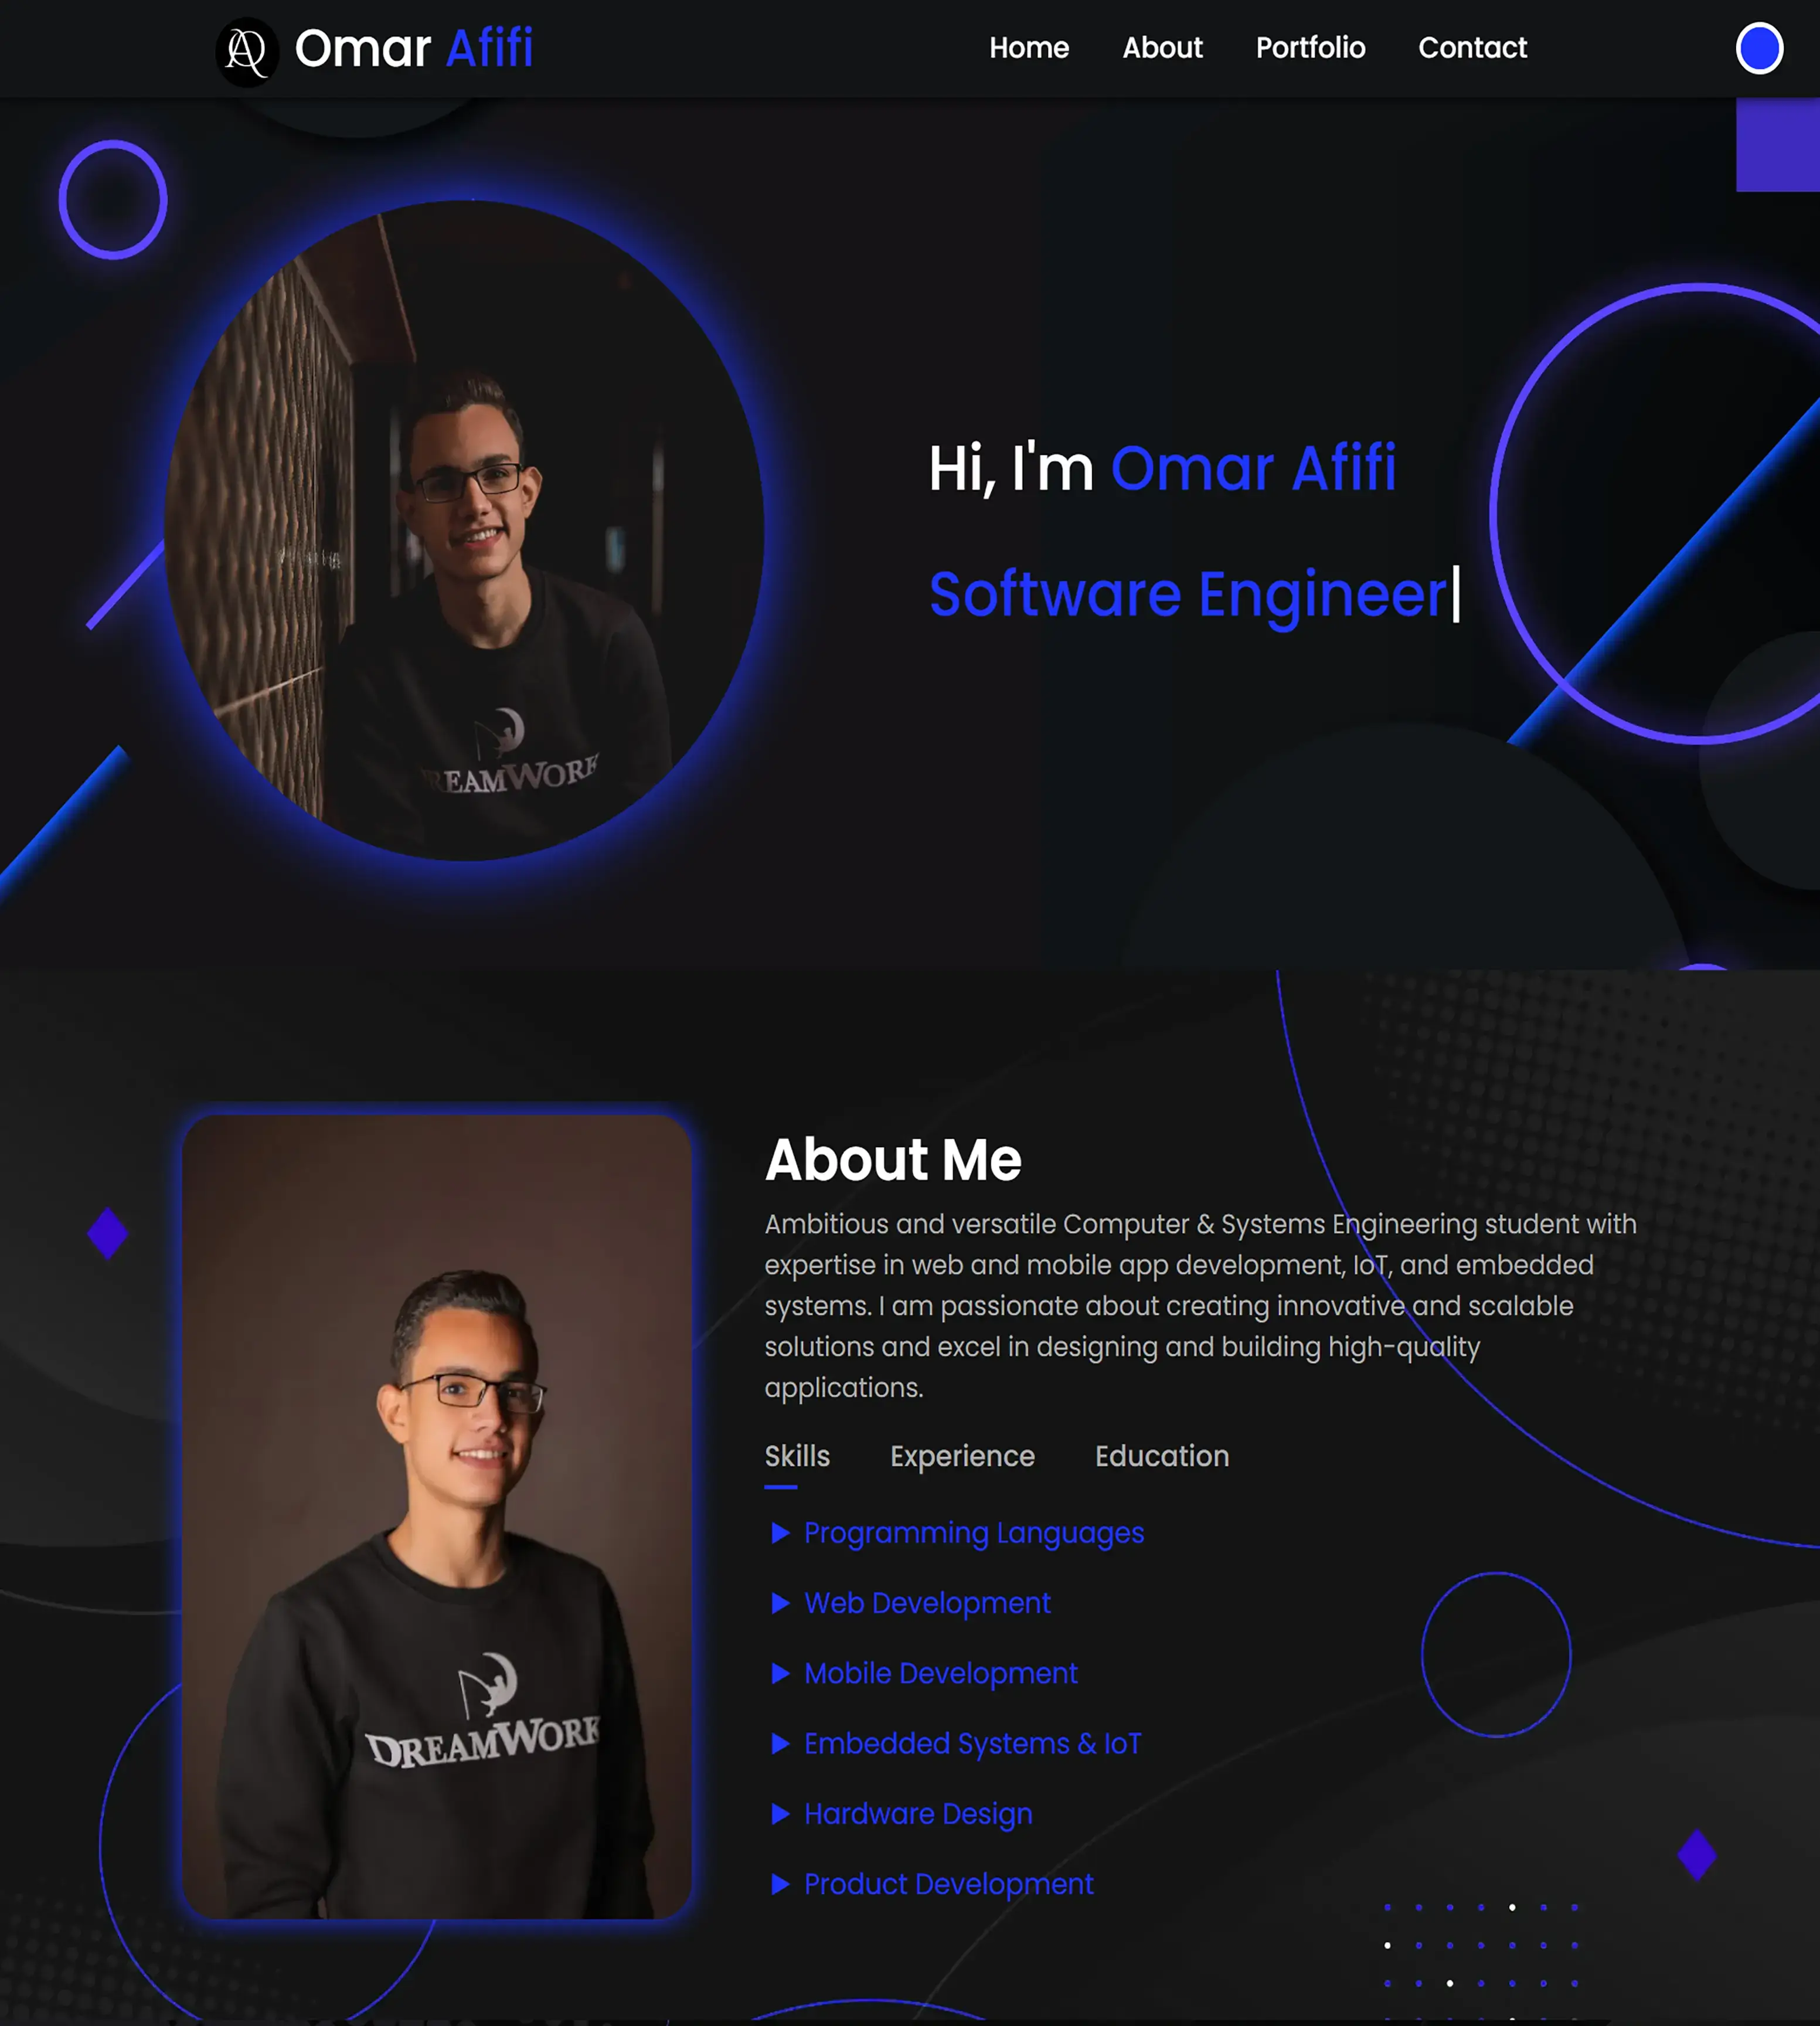 Omar Afifi
Home About Portfolio Contact
Hi, I'm Omar Afifi
Software Engineer|
REAMWORK
About Me
Ambitious and versatile Computer & Systems Engineering student with
expertise in web and mobile app development, IoT, and embedded
systems. I am passionate about creating innovative and scalable
solutions and excel in designing and building high-quality
applications.
Skills Experience Education
Programming Languages
Web Development
Mobile Development
Embedded Systems & IoT
Hardware Design
Product Development
DREAMWORK